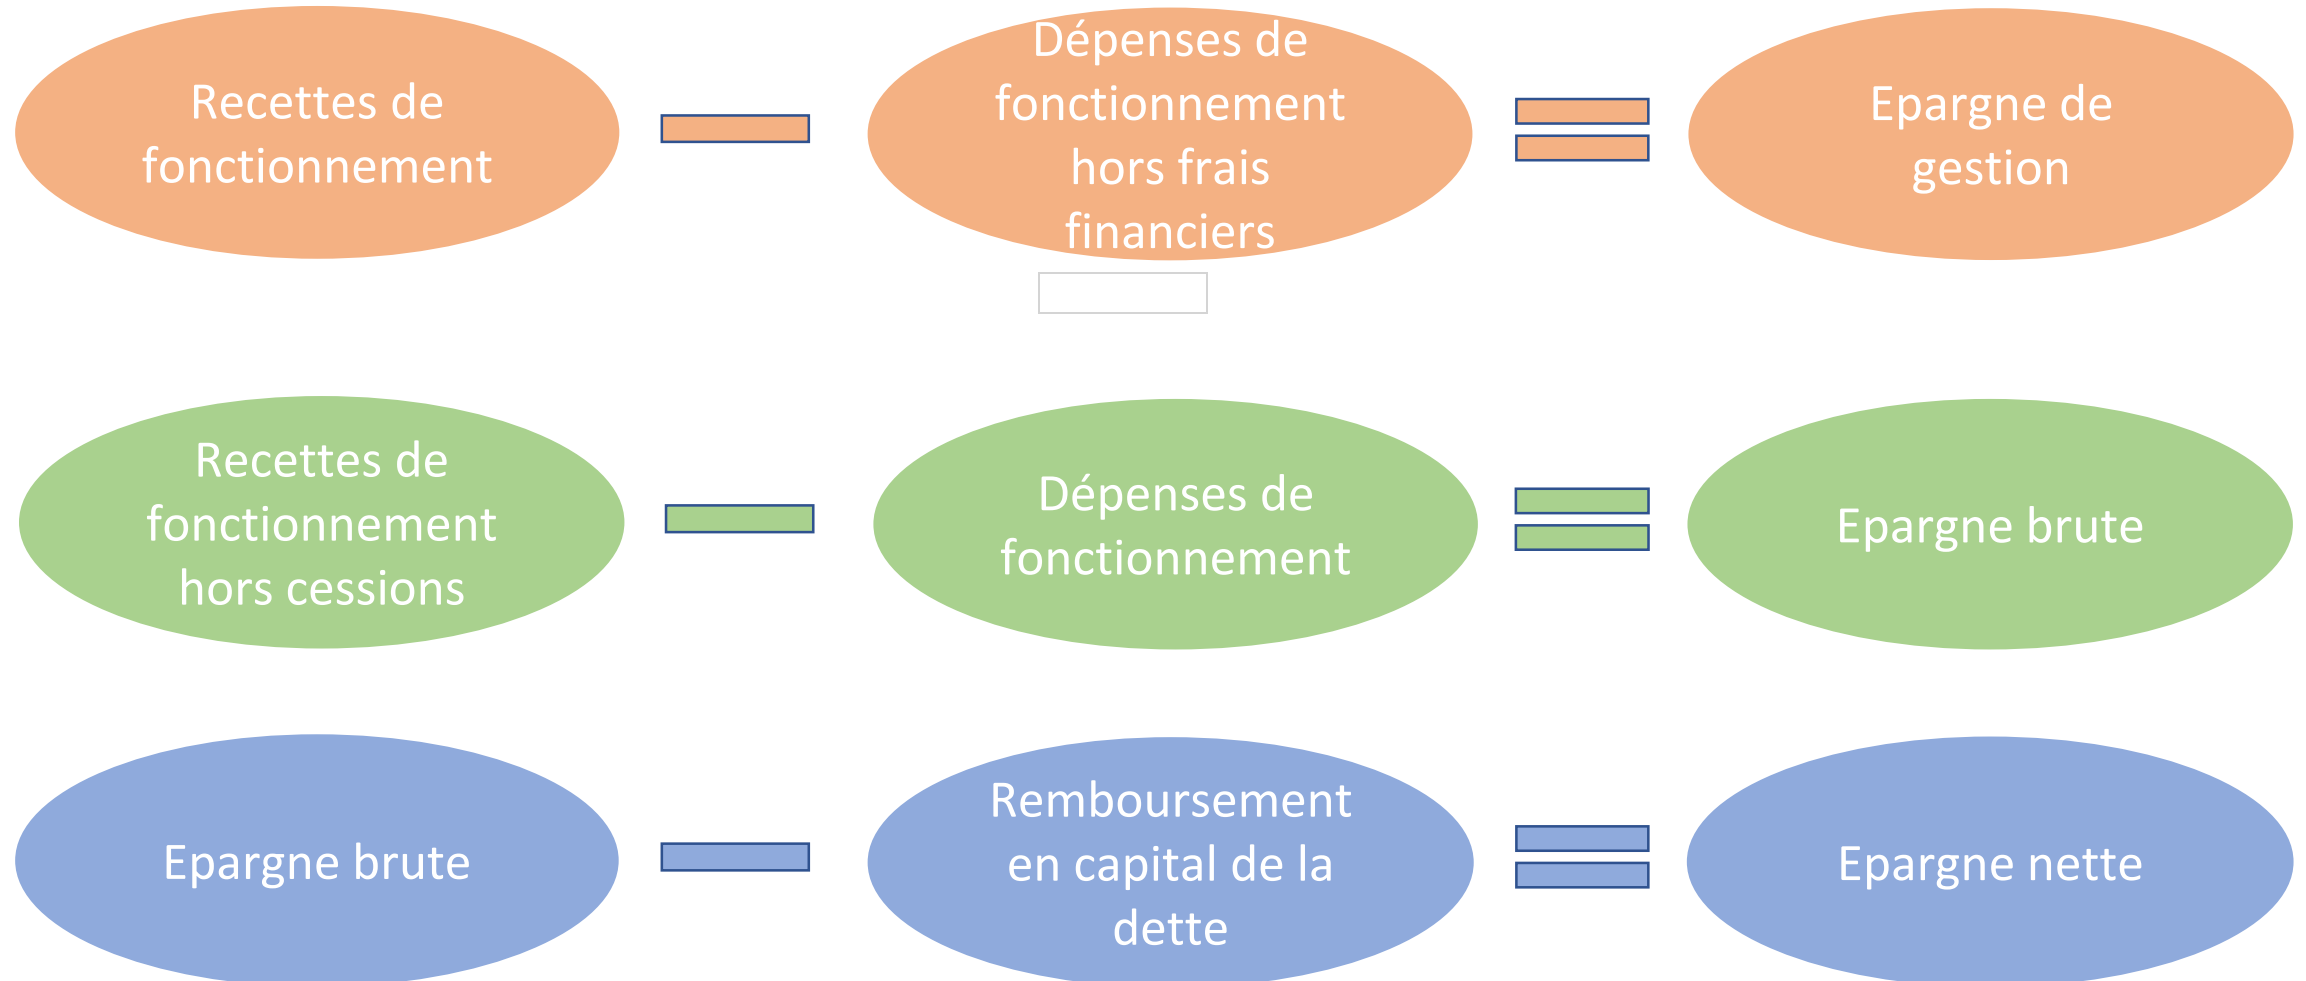 Recettes de
fonctionnement
Dépenses de
fonctionnement
hors frais
financiers
Epargne de
gestion
Recettes de
fonctionnement
hors cessions
Dépenses de
fonctionnement
Epargne brute
Epargne brute
Remboursement
en capital de la
dette
Epargne nette